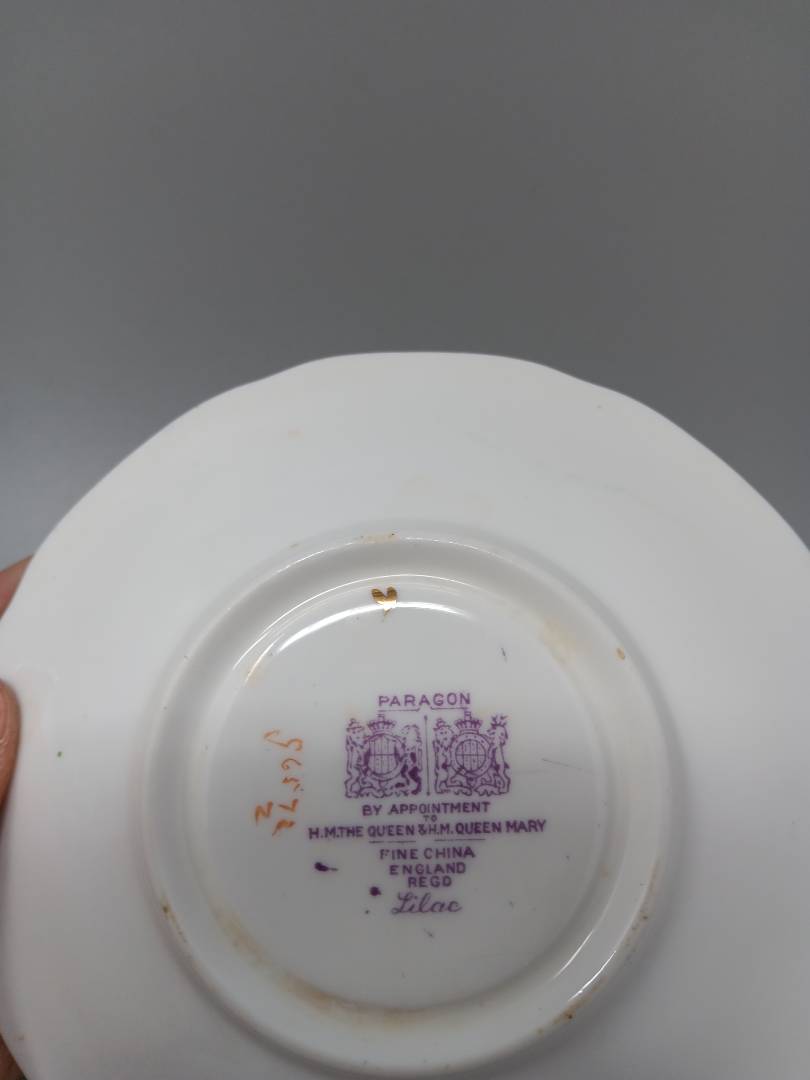 PARAGON
BY APPOINTMENT
TO
H.M. THE QUEEN & H.M. QUEEN MARY
FINE CHINA
ENGLAND
REGD
Lilac